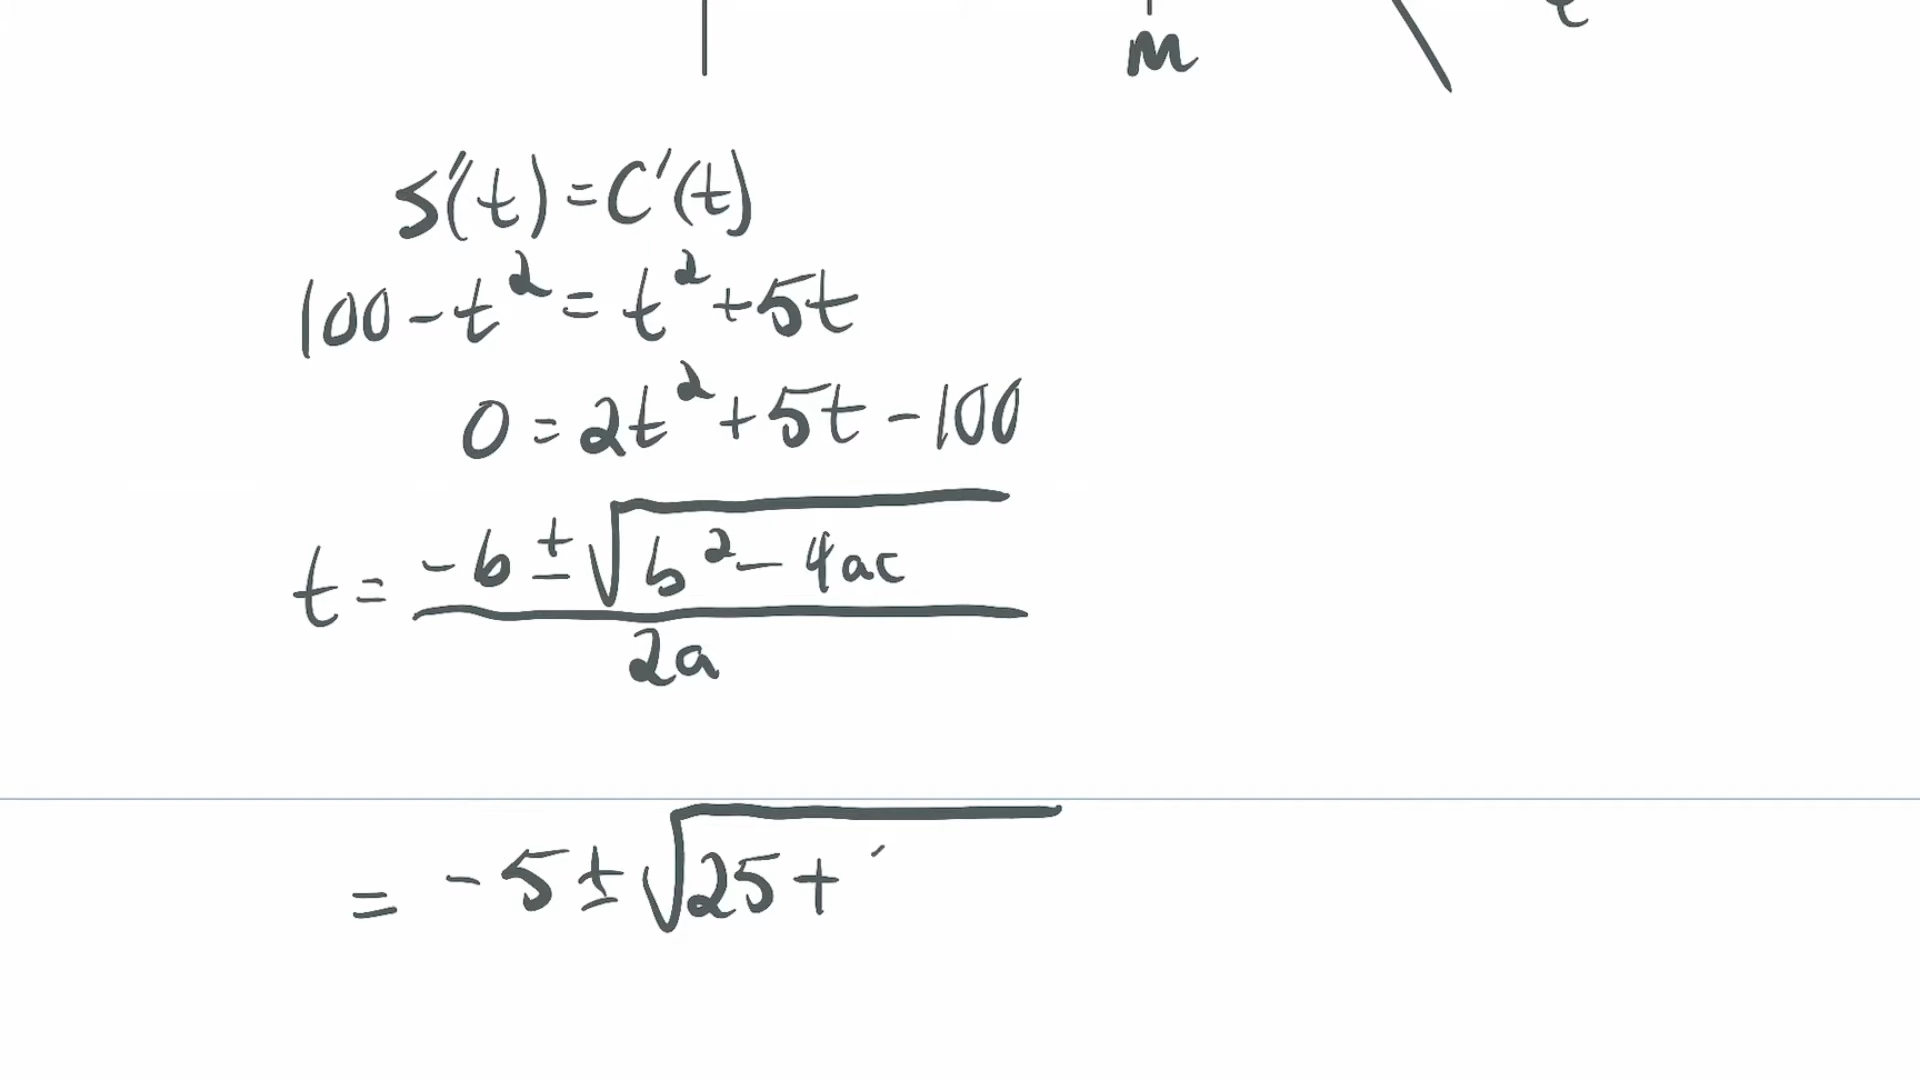 m t
S'(t) = C'(t)
100 - t² = t² + 5t
0 = 2t² + 5t - 100
t = (-b ± √(b² - 4ac)) / 2a
= -5 ± √(25 +